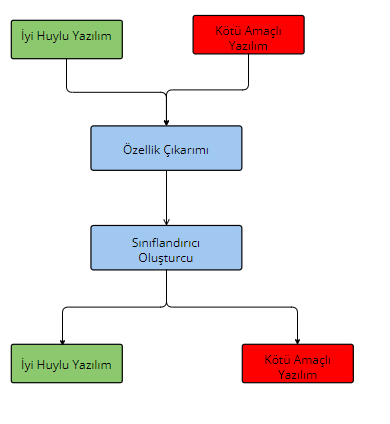 İyi Huylu Yazılım
Kötü Amaçlı
Yazılım
Özellik Çıkarımı
Sınıflandırıcı
Oluşturcu
İyi Huylu Yazılım
Kötü Amaçlı
Yazılım